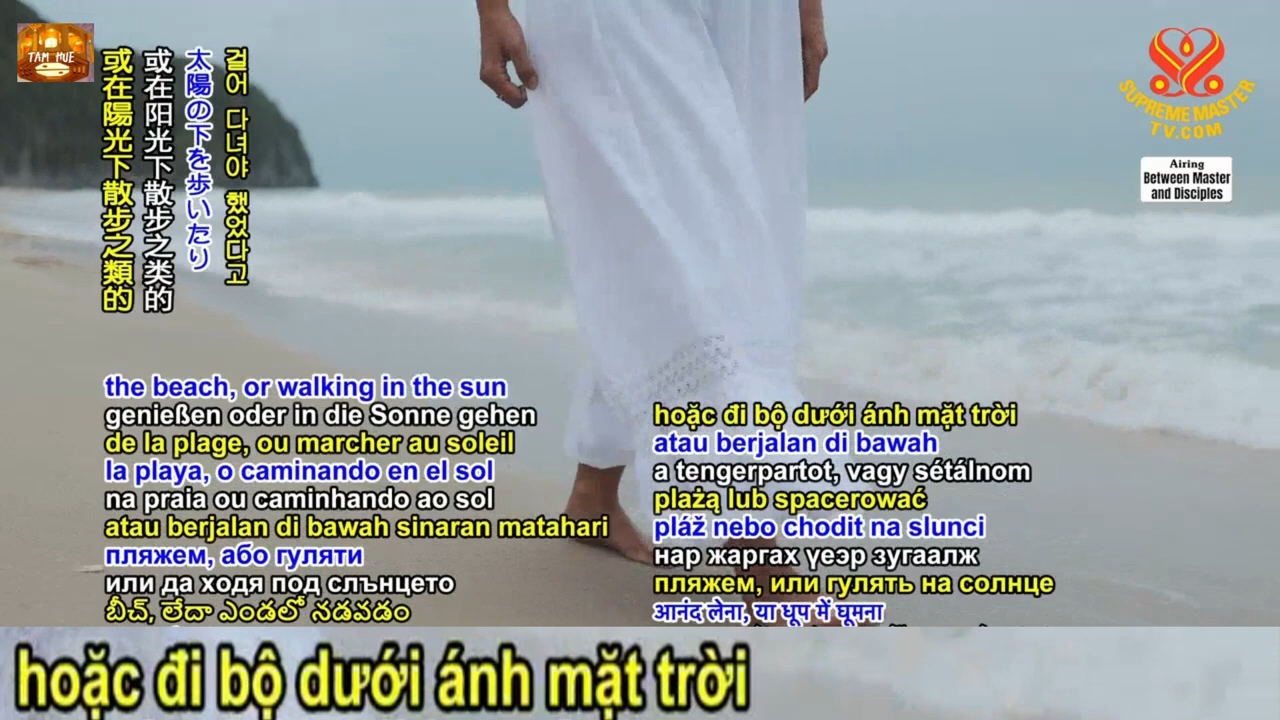 TAM HUE
SUPREME MASTER
TV.COM
Airing
Between Master
and Disciples
걸어 다녀야 했었다고
太陽の下を歩いたり
或在阳光下散步之类的
或在陽光下散步之類的
the beach, or walking in the sun
genießen oder in die Sonne gehen
de la plage, ou marcher au soleil
la playa, o caminando en el sol
na praia ou caminhando ao sol
atau berjalan di bawah sinaran matahari
пляжем, або гуляти
или да ходя под слънцето
బీచ్, లేదా ఎండలో నడవడం
hoặc đi bộ dưới ánh mặt trời
atau berjalan di bawah
a tengerpartot, vagy sétálnom
plażą lub spacerować
pláž nebo chodit na slunci
нар жаргах үеэр зугаалж
пляжем, или гулять на солнце
आनंद लेना, या धूप में घूमना
hoặc đi bộ dưới ánh mặt trời